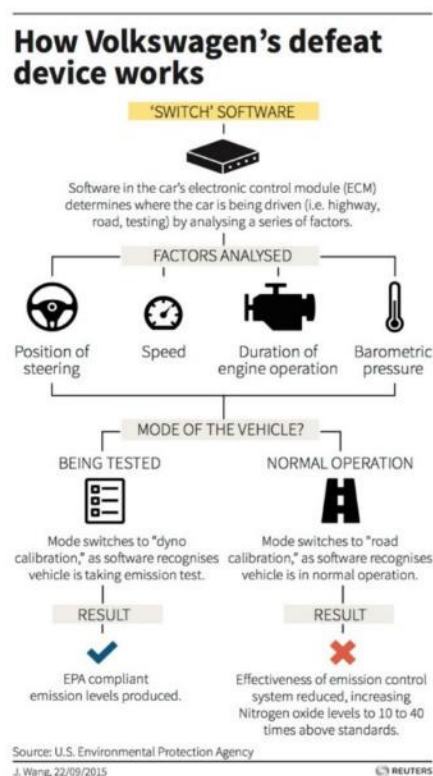 How Volkswagen's defeat
device works
'SWITCH' SOFTWARE
Software in the car's electronic control module (ECM)
determines where the car is being driven (i.e. highway,
road, testing) by analysing a series of factors.
FACTORS ANALYSED
Position of
steering
Speed
Duration of
engine operation
Barometric
pressure
MODE OF THE VEHICLE?
BEING TESTED
Mode switches to "dyno
calibration," as software recognises
vehicle is taking emission test.
RESULT
EPA compliant
emission levels produced.
NORMAL OPERATION
Mode switches to "road
calibration," as software recognises
vehicle is in normal operation.
RESULT
Effectiveness of emission control
system reduced, increasing
Nitrogen oxide levels to 10 to 40
times above standards.
Source: U.S. Environmental Protection Agency
J. Wang, 22/09/2015
REUTERS